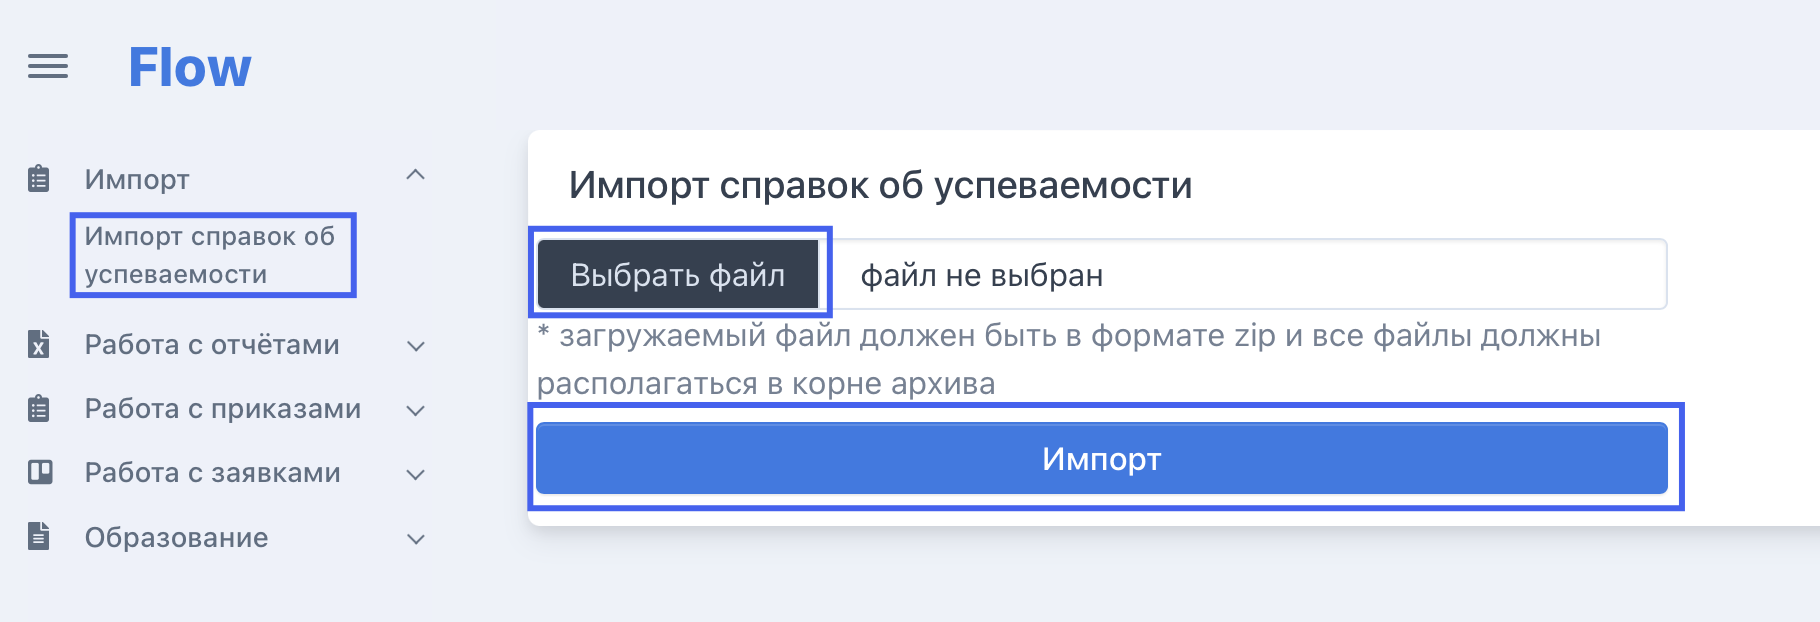 Flow
Импорт
Импорт справок об
успеваемости
Работа с отчётами
Работа с приказами
Работа с заявками
Образование
Импорт справок об успеваемости
Выбрать файл
файл не выбран
* загружаемый файл должен быть в формате zip и все файлы должны
располагаться в корне архива
Импорт